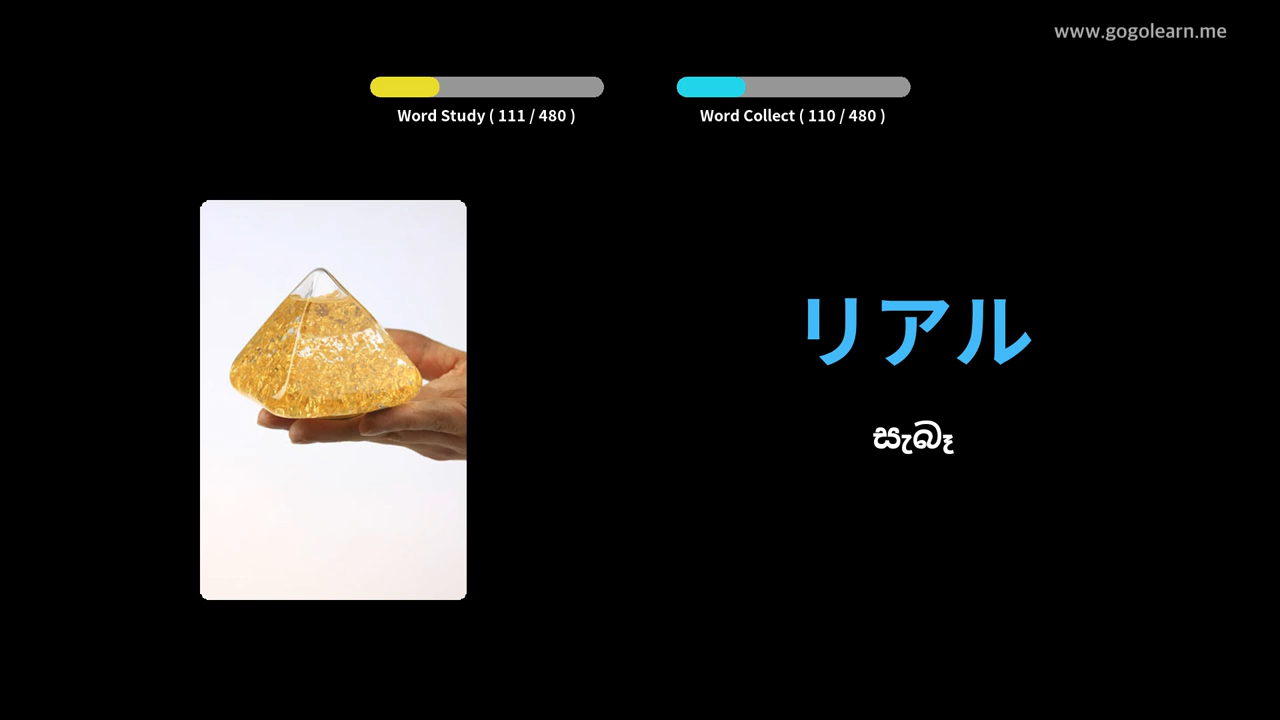 www.gogolearn.me
Word Study ( 111 / 480 )
Word Collect ( 110 / 480 )
リアル
සැබෑ